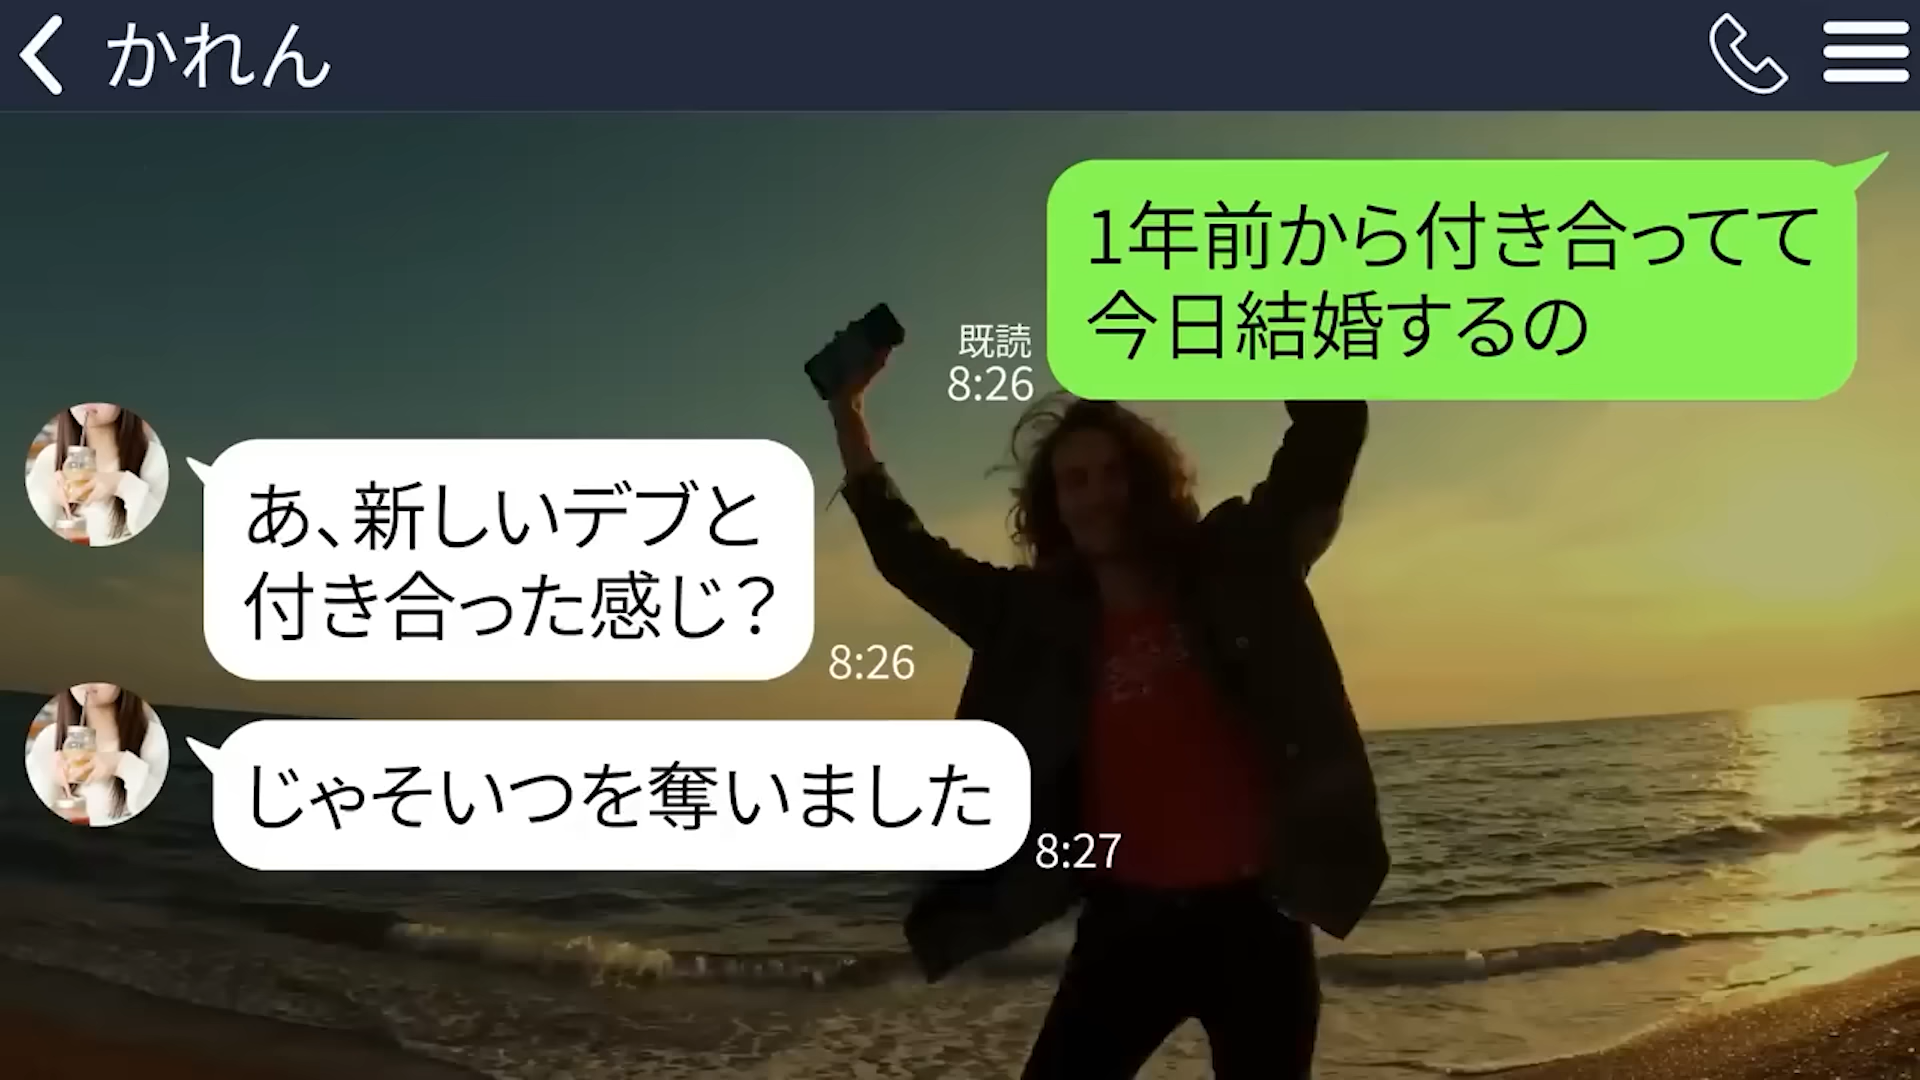 かれん
1年前から付き合ってて
今日結婚するの
既読
8:26
あ、新しいデブと
付き合った感じ？
8:26
じゃそいつを奪いました
8:27